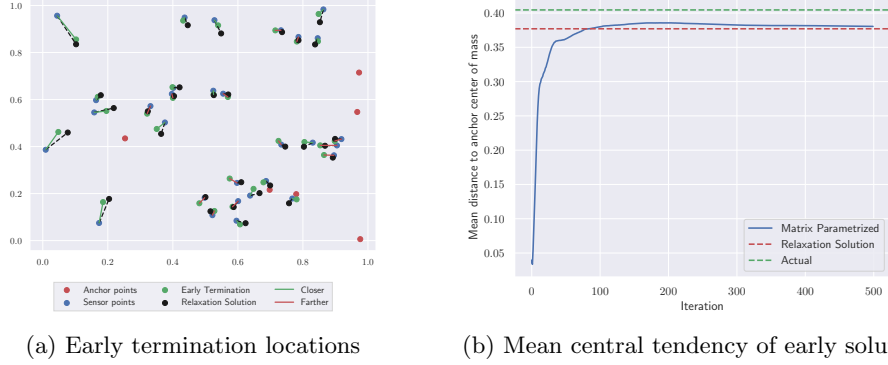 1.0
0.8
0.6
0.4
0.2
0.0
0.0 0.2 0.4 0.6 0.8 1.0
Anchor points Early Termination Closer
Sensor points Relaxation Solution Farther
(a) Early termination locations
0.40
0.35
0.30
0.25
0.20
0.15
0.10
0.05
Mean distance to anchor center of mass
Matrix Parametrized
Relaxation Solution
Actual
0 100 200 300 400 500
Iteration
(b) Mean central tendency of early solu